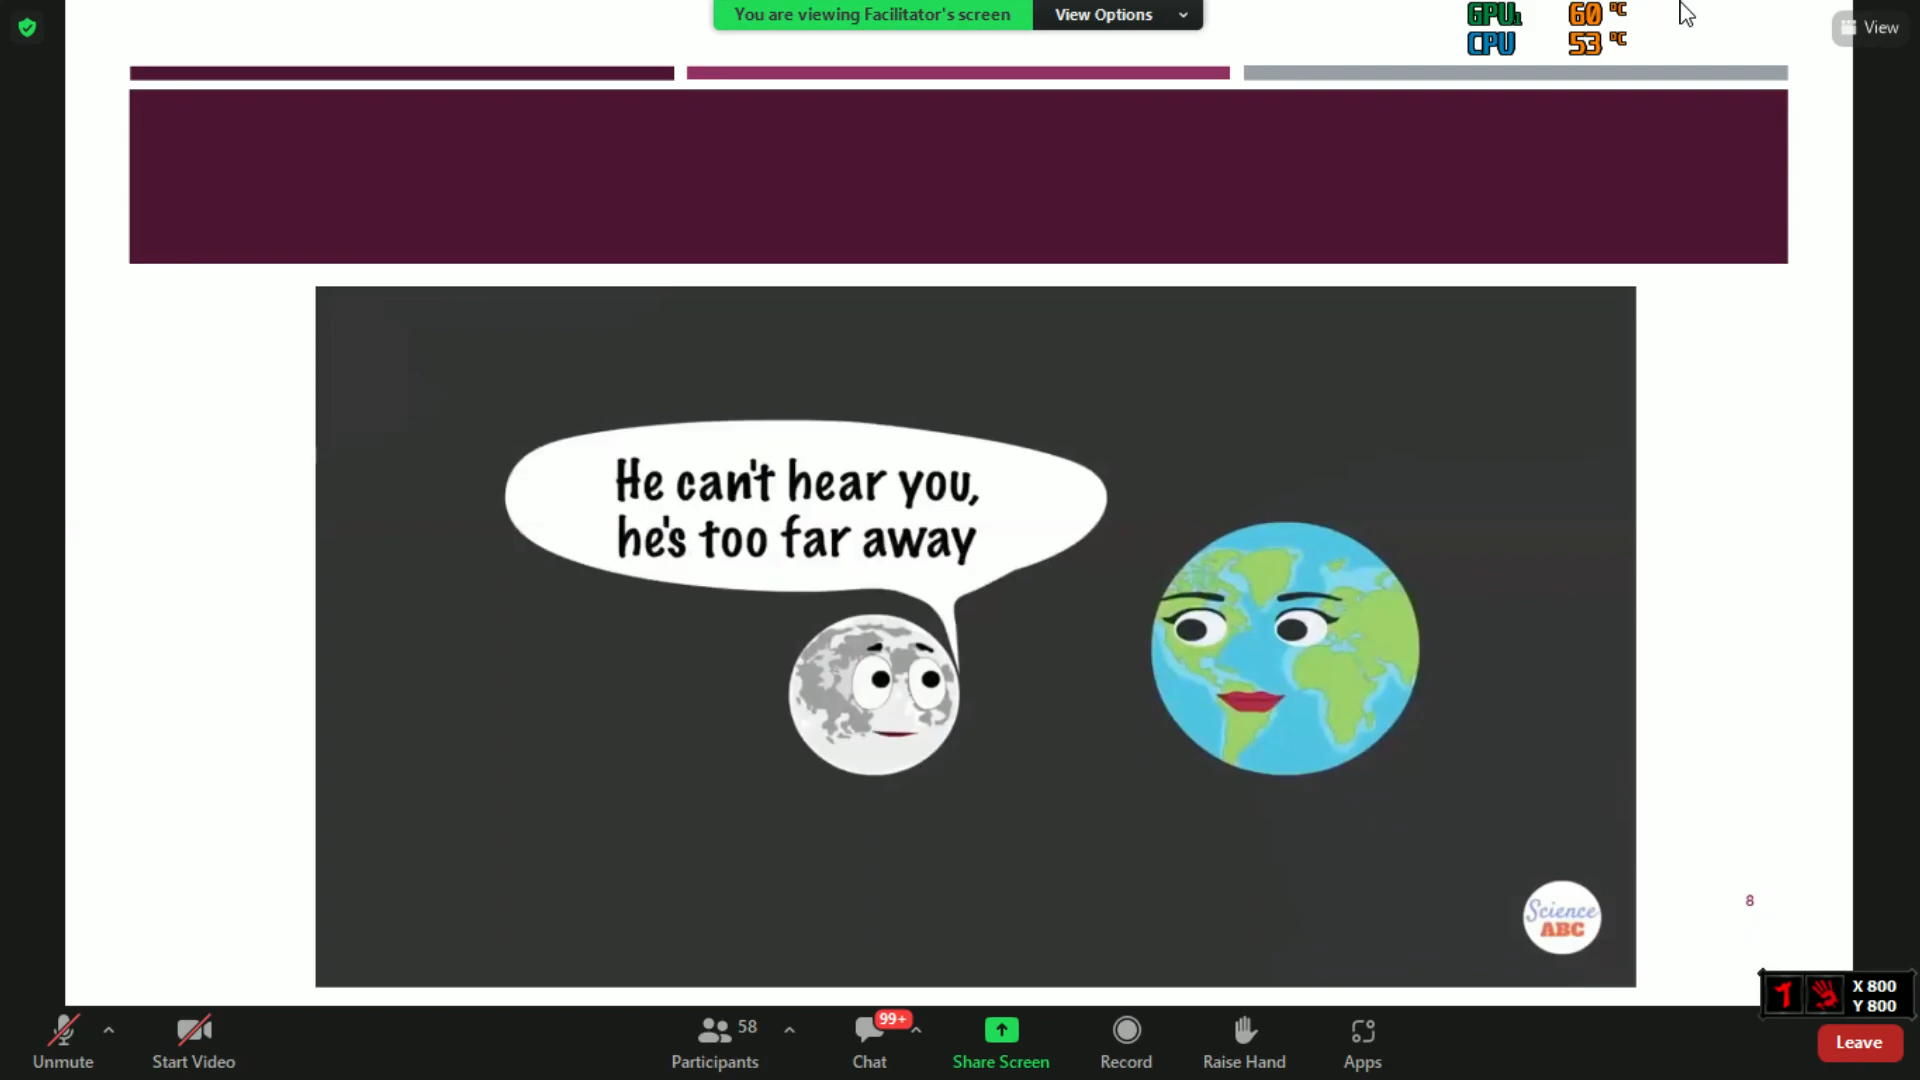 You are viewing Facilitator's screen
View Options
GPU1 60 °C
CPU 53 °C
View
He can't hear you,
he's too far away
Science
ABC
8
1
X 800
Y 800
Unmute
Start Video
58
Participants
99+
Chat
Share Screen
Record
Raise Hand
Apps
Leave